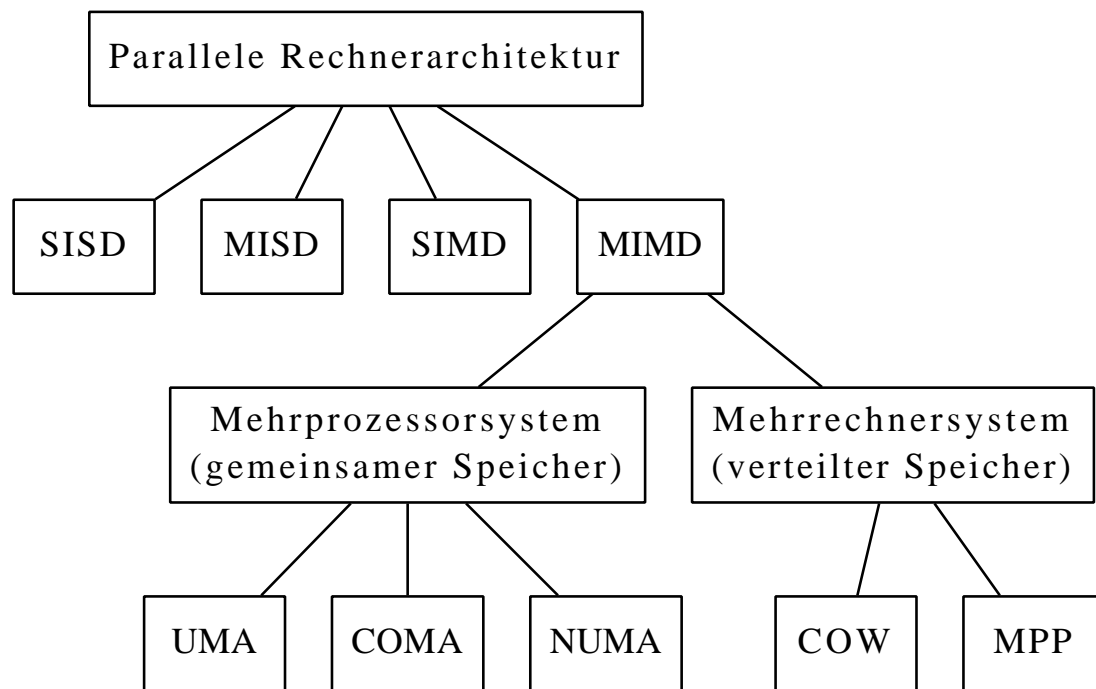 Parallele Rechnerarchitektur
SISD
MISD
SIMD
MIMD
Mehrprozessorsystem
(gemeinsamer Speicher)
Mehrrechnersystem
(verteilter Speicher)
UMA
COMA
NUMA
COW
MPP